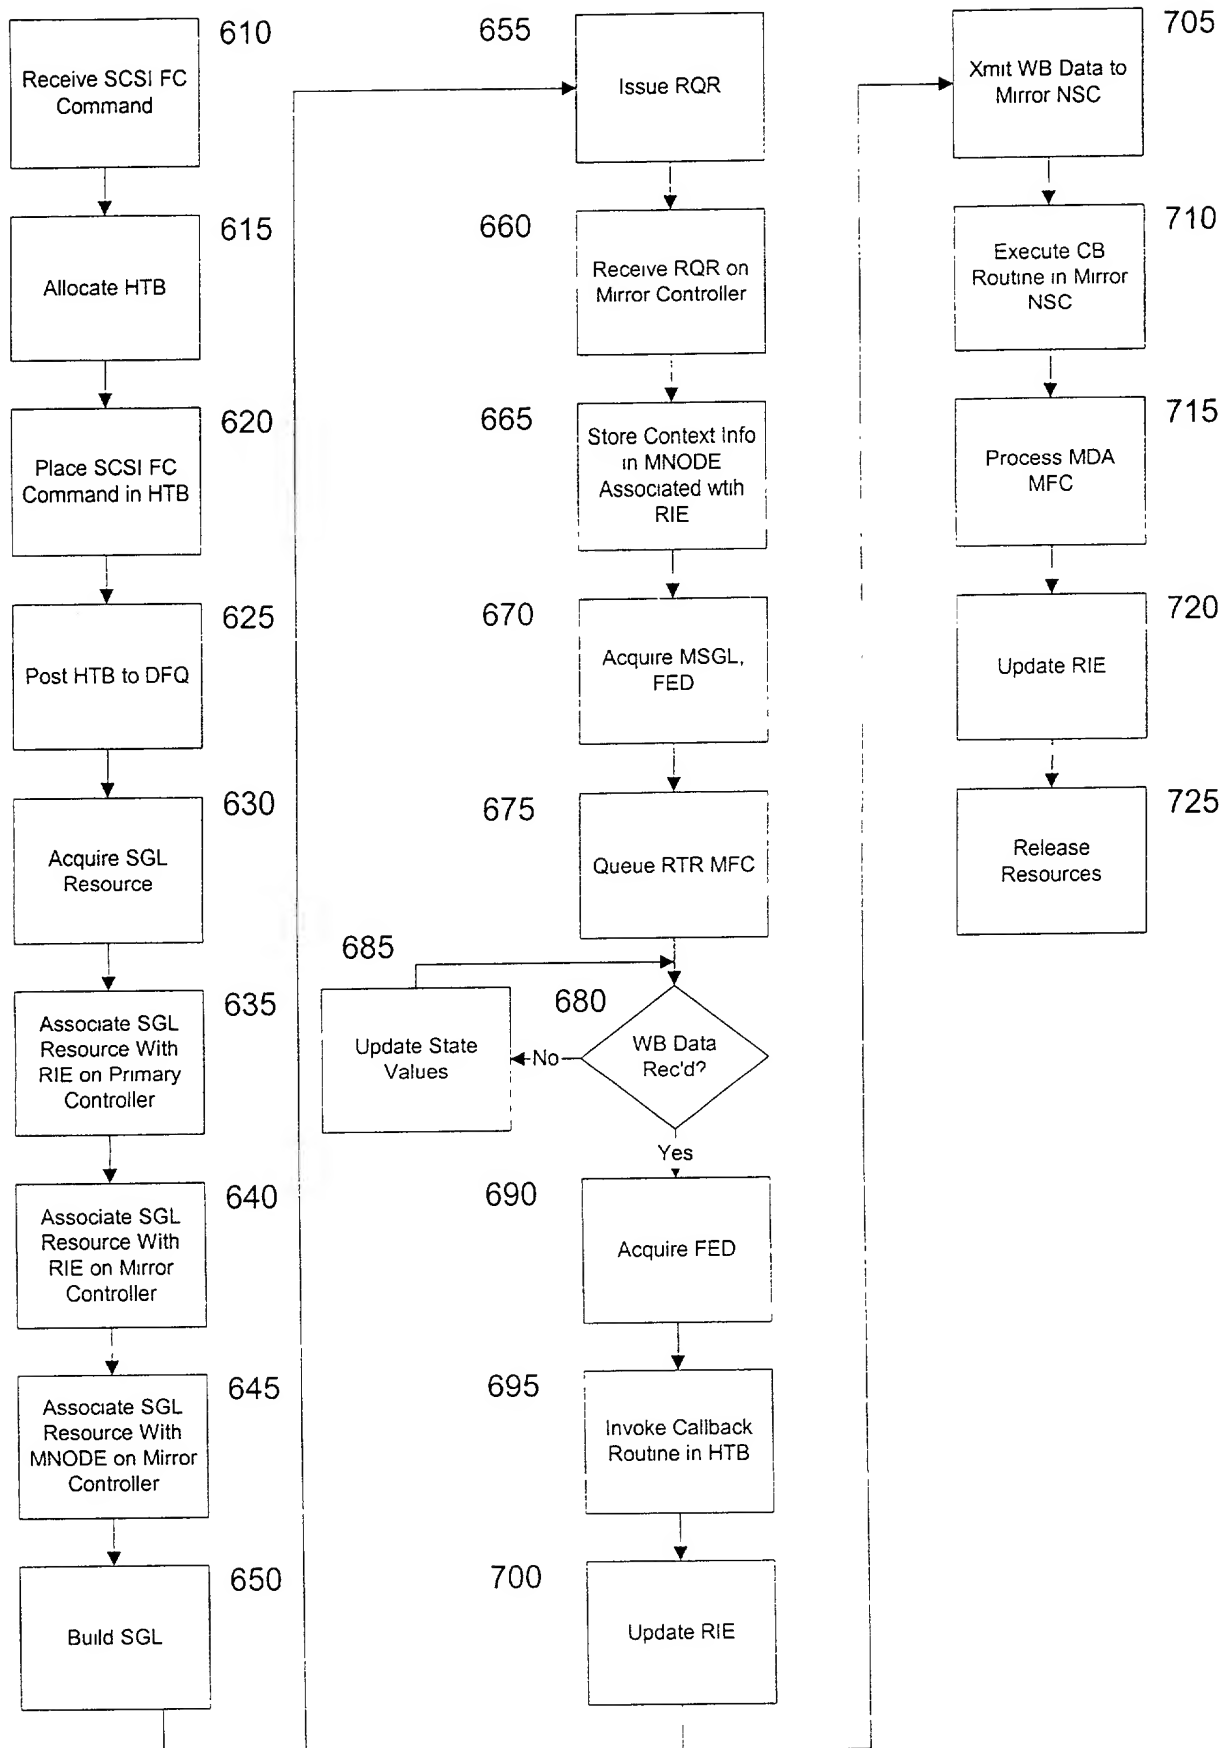 610
Receive SCSI FC
Command
615
Allocate HTB
620
Place SCSI FC
Command in HTB
625
Post HTB to DFQ
630
Acquire SGL
Resource
635
Associate SGL
Resource With
RIE on Primary
Controller
640
Associate SGL
Resource With
RIE on Mirror
Controller
645
Associate SGL
Resource With
MNODE on Mirror
Controller
650
Build SGL
655
Issue RQR
660
Receive RQR on
Mirror Controller
665
Store Context Info
in MNODE
Associated wtih
RIE
670
Acquire MSGL,
FED
675
Queue RTR MFC
680
WB Data
Rec'd?
No
685
Update State
Values
Yes
690
Acquire FED
695
Invoke Callback
Routine in HTB
700
Update RIE
705
Xmit WB Data to
Mirror NSC
710
Execute CB
Routine in Mirror
NSC
715
Process MDA
MFC
720
Update RIE
725
Release
Resources